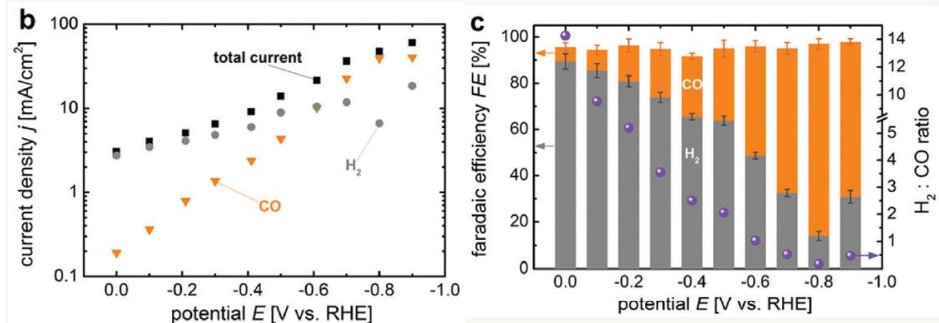 b
current density j [mA/cm²]
100
10
1
0.1
total current
CO
H₂
0.0 -0.2 -0.4 -0.6 -0.8 -1.0
potential E [V vs. RHE]
c
faradaic efficiency FE [%]
100
80
60
40
20
0
CO
H₂
14
12
10
5
4
3
2
1
0
H₂ : CO ratio
0.0 -0.2 -0.4 -0.6 -0.8 -1.0
potential E [V vs. RHE]